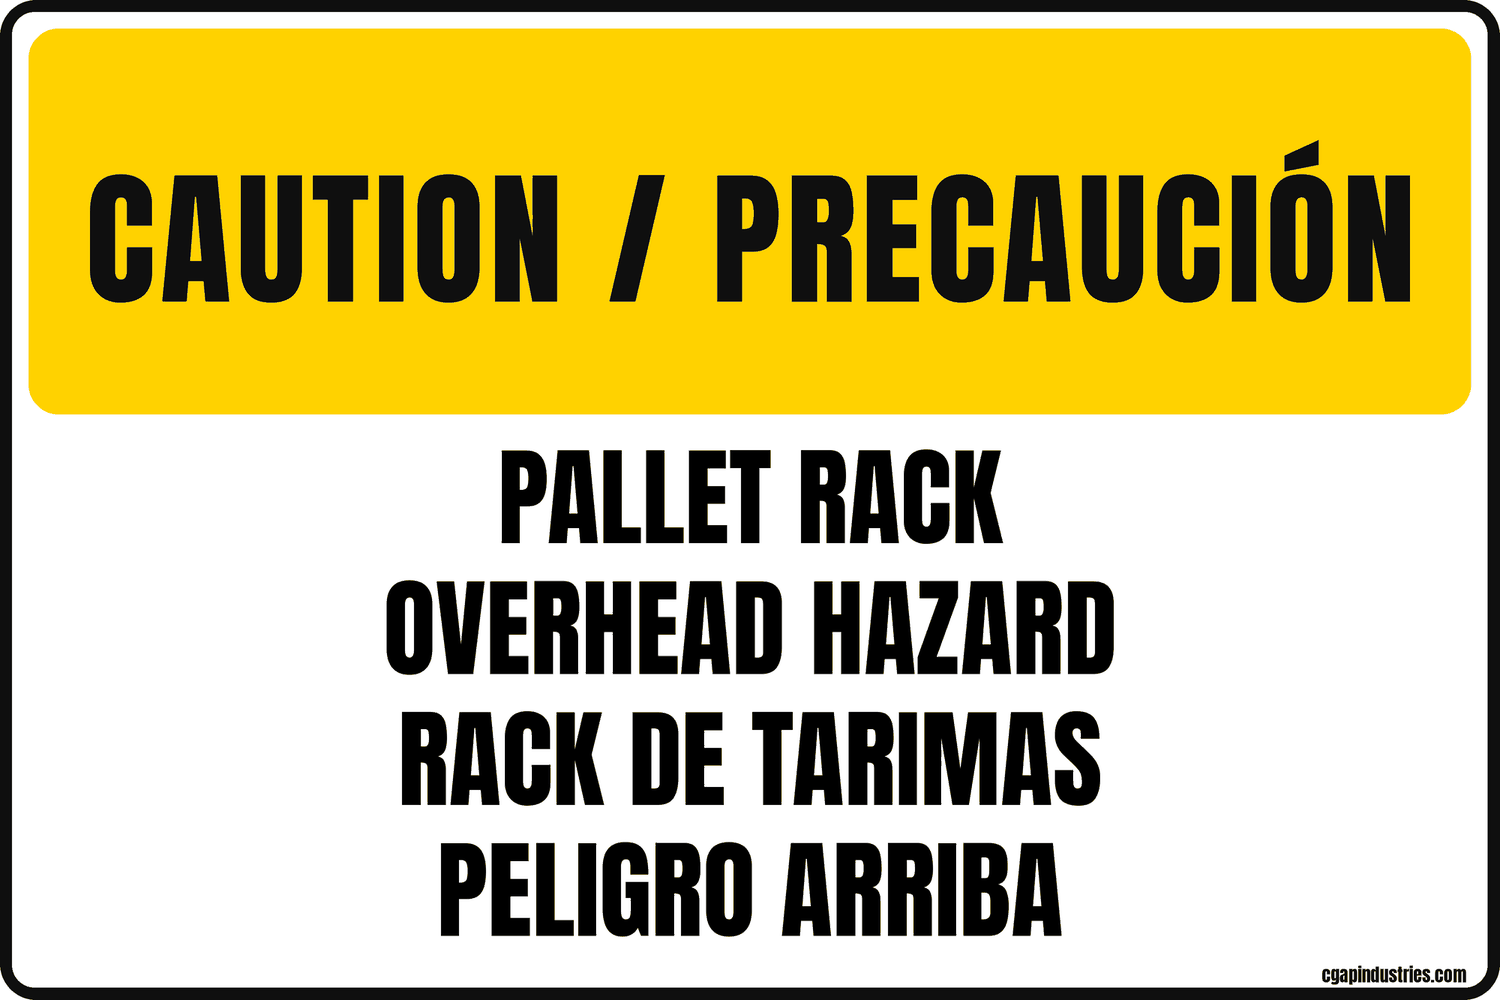 CAUTION / PRECAUCIÓN
PALLET RACK
OVERHEAD HAZARD
RACK DE TARIMAS
PELIGRO ARRIBA
cgapindustries.com